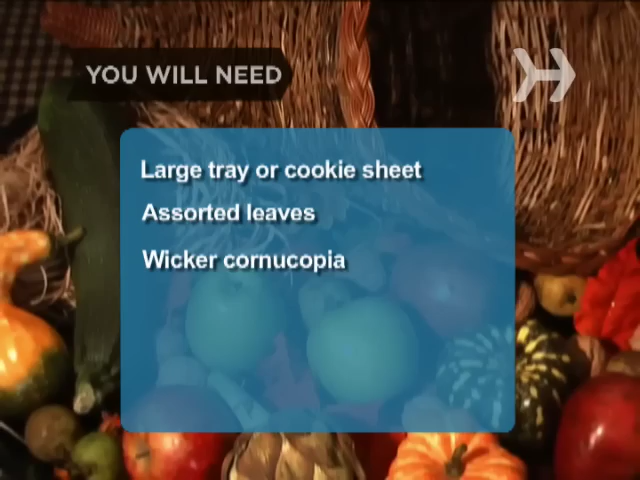 YOU WILL NEED
Large tray or cookie sheet
Assorted leaves
Wicker cornucopia